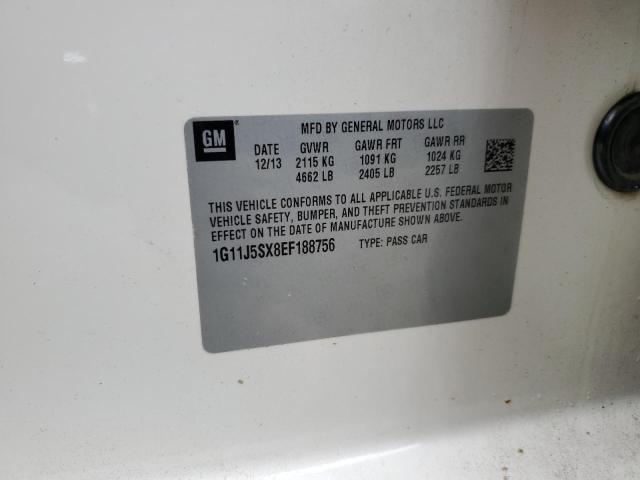 GM
MFD BY GENERAL MOTORS LLC
DATE GVWR GAWR FRT GAWR RR
12/13 2115 KG 1091 KG 1024 KG
4662 LB 2405 LB 2257 LB
THIS VEHICLE CONFORMS TO ALL APPLICABLE U.S. FEDERAL MOTOR
VEHICLE SAFETY, BUMPER, AND THEFT PREVENTION STANDARDS IN
EFFECT ON THE DATE OF MANUFACTURE SHOWN ABOVE.
1G11J5SX8EF188756 TYPE: PASS CAR